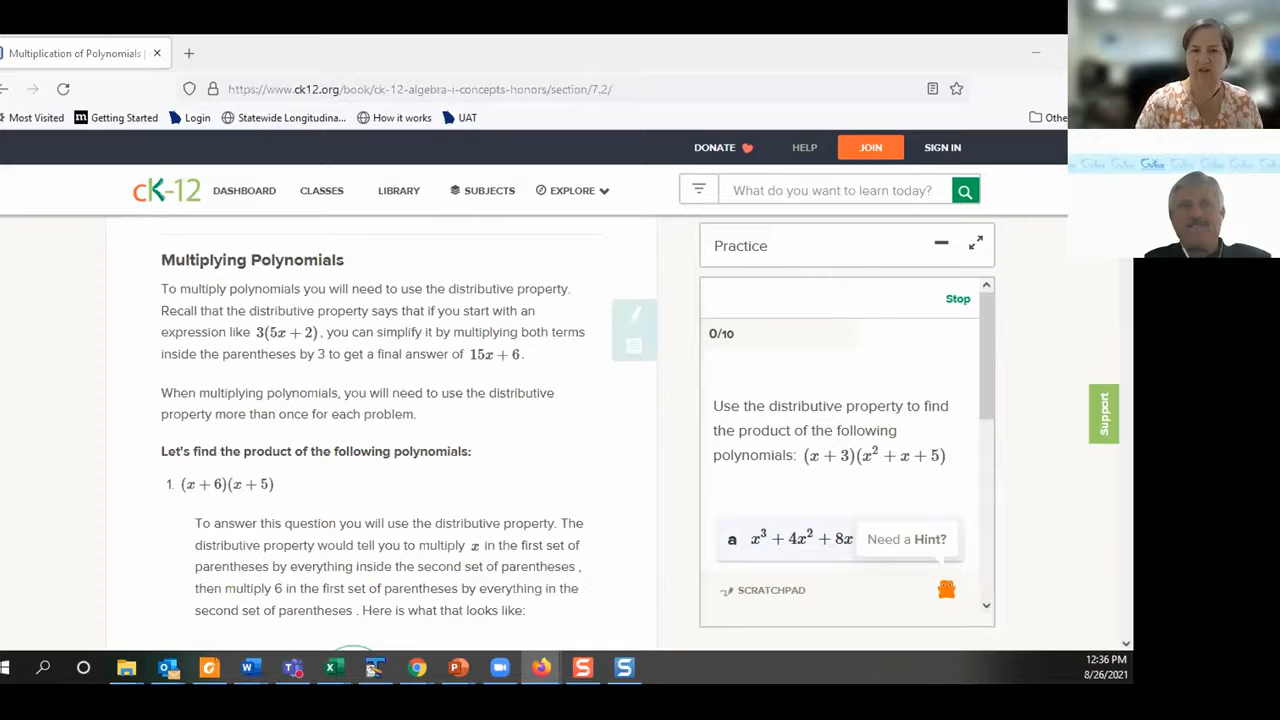 Multiplication of Polynomials |
https://www.ck12.org/book/ck-12-algebra-i-concepts-honors/section/7.2/
Most Visited
Getting Started
Login
Statewide Longitudina...
How it works
UAT
DONATE
HELP
JOIN
SIGN IN
cK-12
DASHBOARD
CLASSES
LIBRARY
SUBJECTS
EXPLORE
What do you want to learn today?
Multiplying Polynomials
To multiply polynomials you will need to use the distributive property.
Recall that the distributive property says that if you start with an
expression like 3(5x + 2), you can simplify it by multiplying both terms
inside the parentheses by 3 to get a final answer of 15x + 6.
When multiplying polynomials, you will need to use the distributive
property more than once for each problem.
Let's find the product of the following polynomials:
1. (x + 6)(x + 5)
To answer this question you will use the distributive property. The
distributive property would tell you to multiply x in the first set of
parentheses by everything inside the second set of parentheses ,
then multiply 6 in the first set of parentheses by everything in the
second set of parentheses . Here is what that looks like:
Practice
Stop
0/10
Use the distributive property to find
the product of the following
polynomials: (x + 3)(x² + x + 5)
a x³ + 4x² + 8x
Need a Hint?
SCRATCHPAD
Support
12:36 PM
8/26/2021